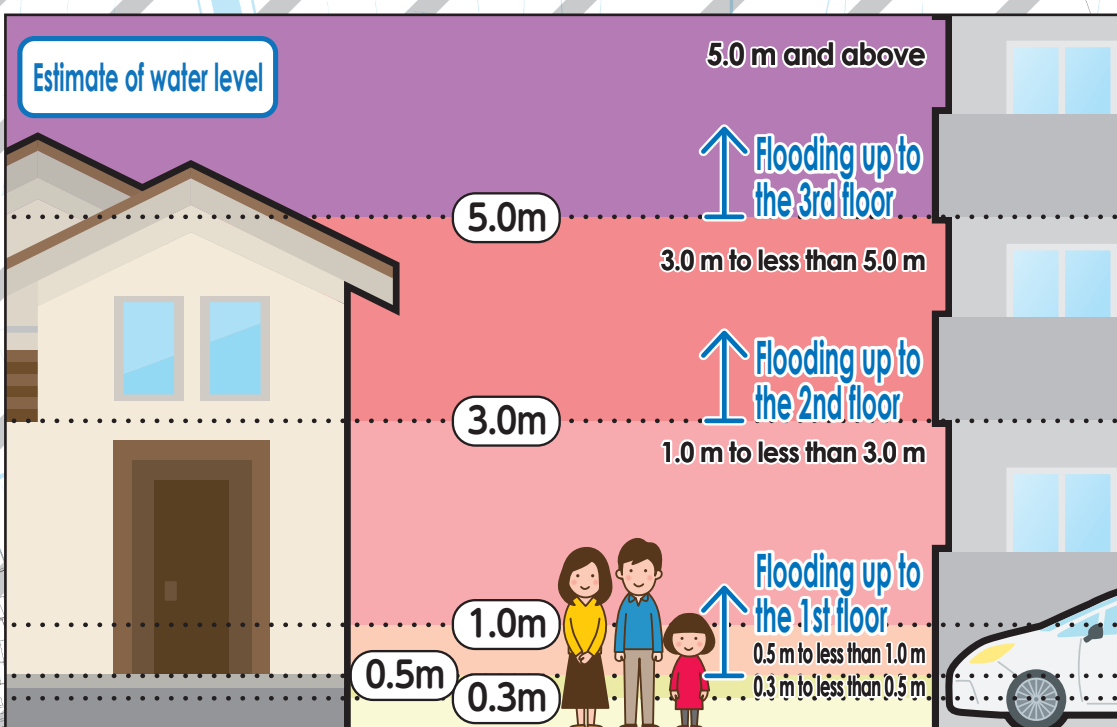 Estimate of water level
5.0 m and above
Flooding up to
the 3rd floor
5.0m
3.0 m to less than 5.0 m
Flooding up to
the 2nd floor
3.0m
1.0 m to less than 3.0 m
Flooding up to
the 1st floor
1.0m
0.5 m to less than 1.0 m
0.5m
0.3 m to less than 0.5 m
0.3m